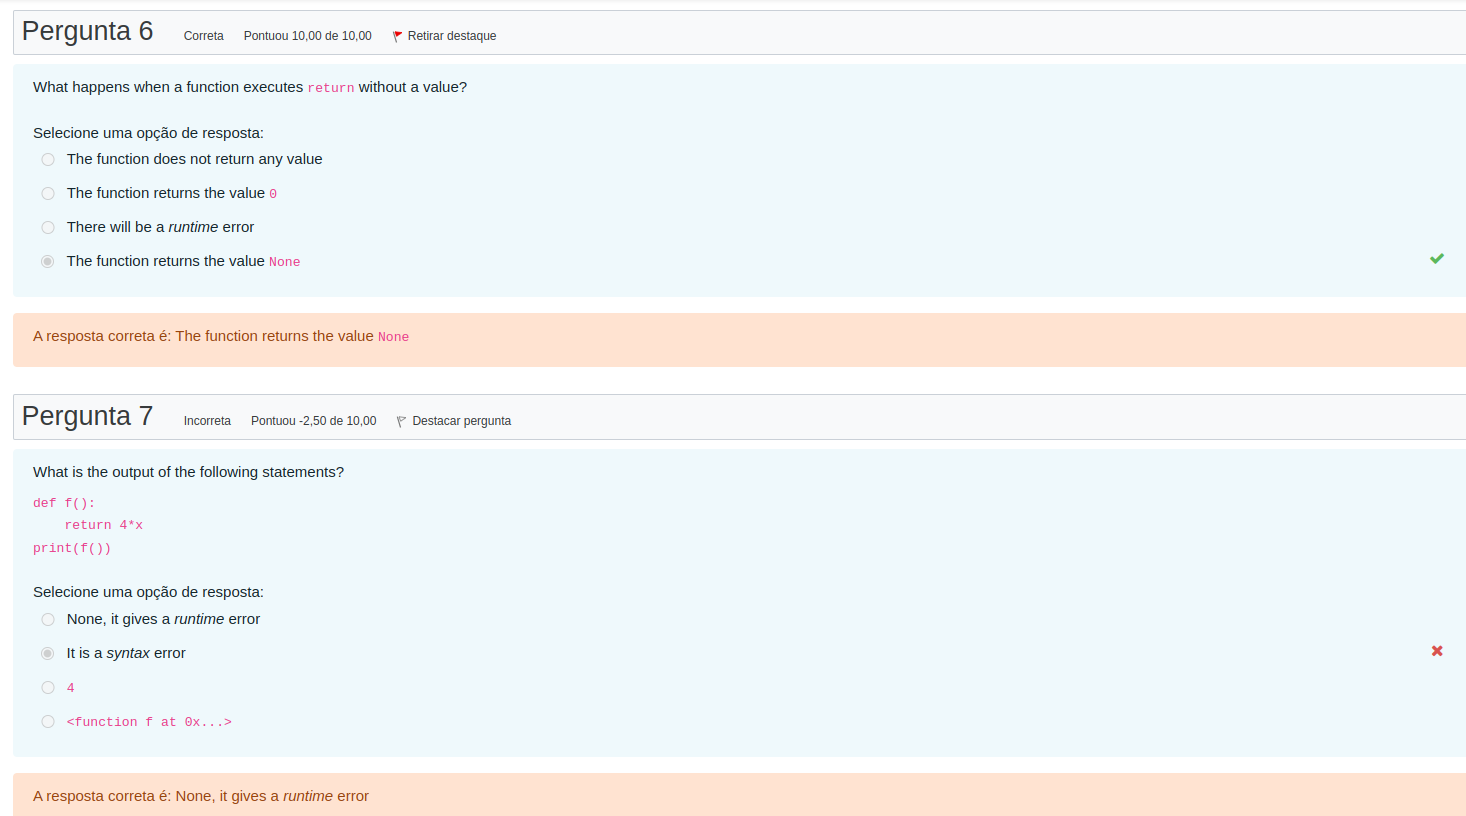 Pergunta 6 Correta Pontuou 10,00 de 10,00 Retirar destaque
What happens when a function executes return without a value?
Selecione uma opção de resposta:
The function does not return any value
The function returns the value 0
There will be a runtime error
The function returns the value None
A resposta correta é: The function returns the value None
Pergunta 7 Incorreta Pontuou -2,50 de 10,00 Destacar pergunta
What is the output of the following statements?
def f():
    return 4*x
print(f())
Selecione uma opção de resposta:
None, it gives a runtime error
It is a syntax error
4
<function f at 0x...>
A resposta correta é: None, it gives a runtime error